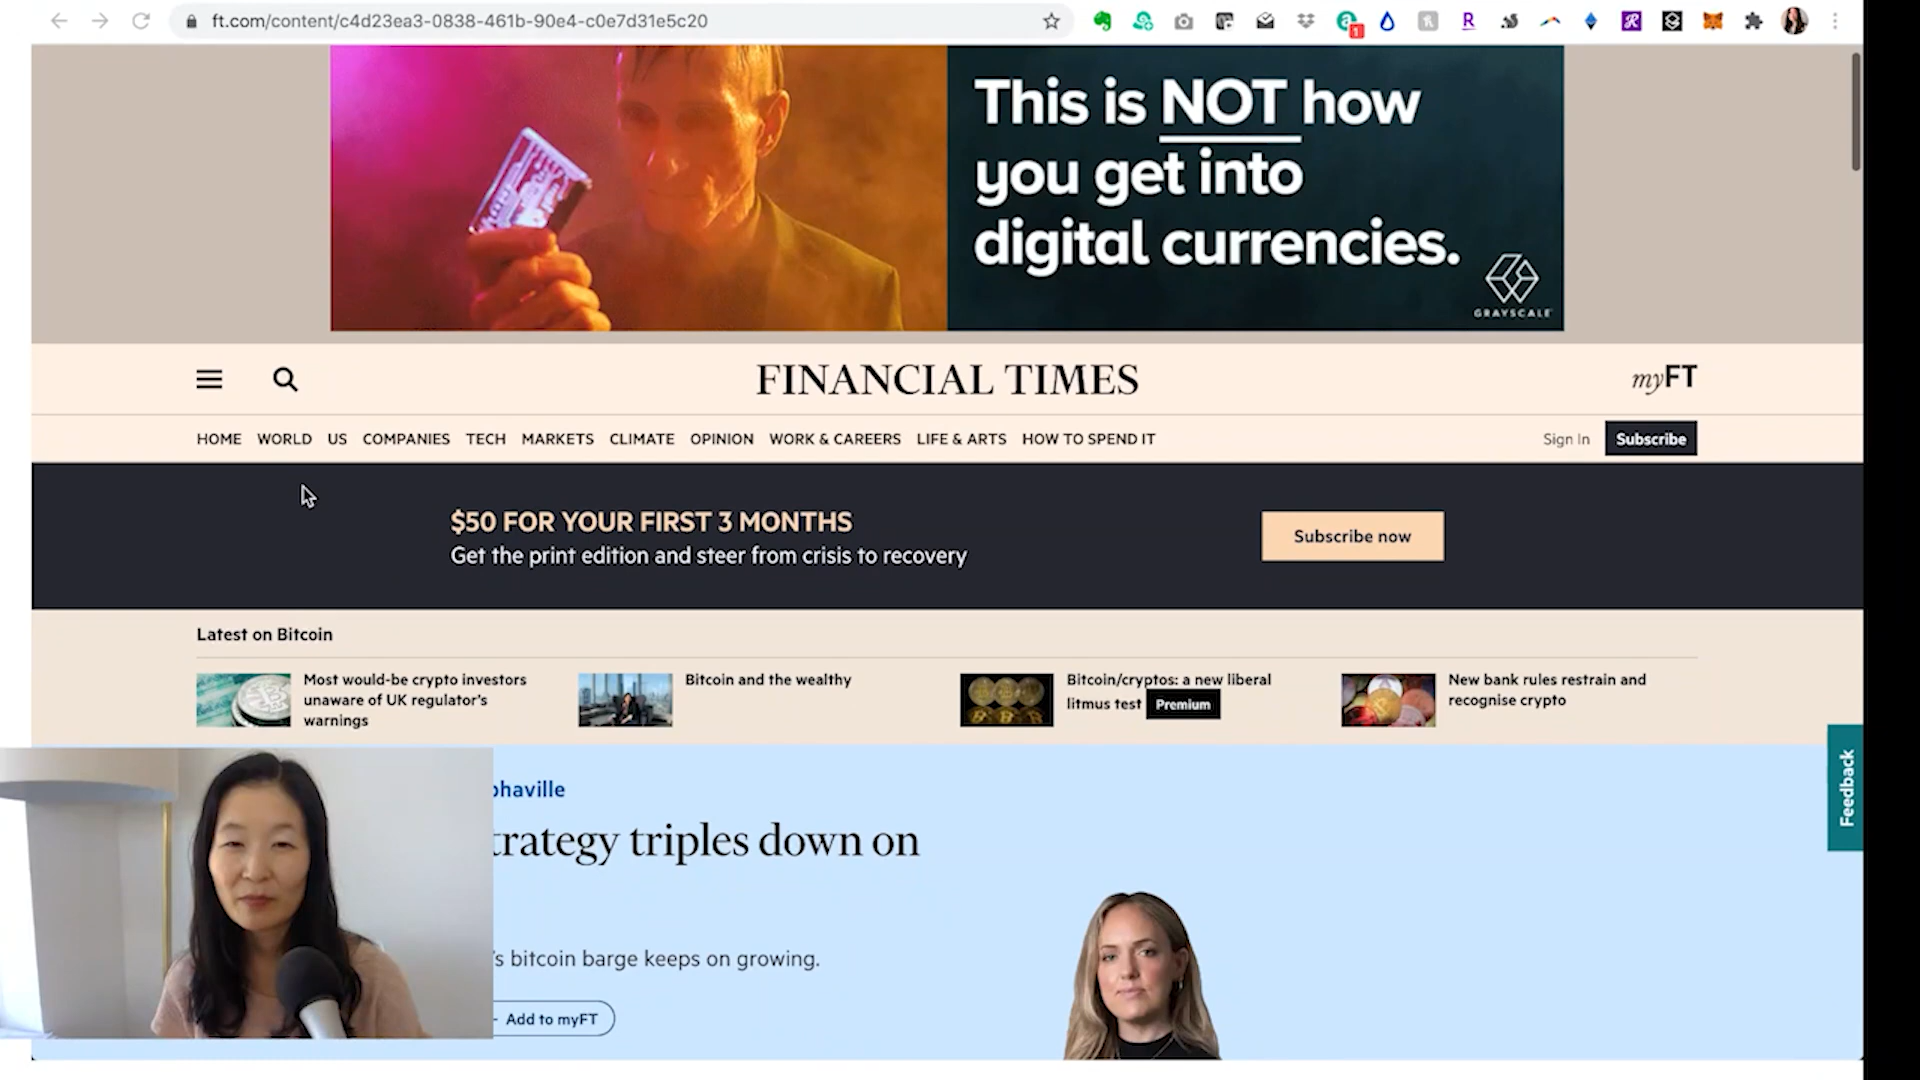 ft.com/content/c4d23ea3-0838-461b-90e4-c0e7d31e5c20
1
This is NOT how
you get into
digital currencies.
GRAYSCALE
FINANCIAL TIMES
myFT
HOME WORLD US COMPANIES TECH MARKETS CLIMATE OPINION WORK & CAREERS LIFE & ARTS HOW TO SPEND IT
Sign In Subscribe
$50 FOR YOUR FIRST 3 MONTHS
Get the print edition and steer from crisis to recovery
Subscribe now
Latest on Bitcoin
Most would-be crypto investors
unaware of UK regulator's
warnings
Bitcoin and the wealthy
Bitcoin/cryptos: a new liberal
litmus test Premium
New bank rules restrain and
recognise crypto
Feedback
phaville
trategy triples down on
's bitcoin barge keeps on growing.
Add to myFT